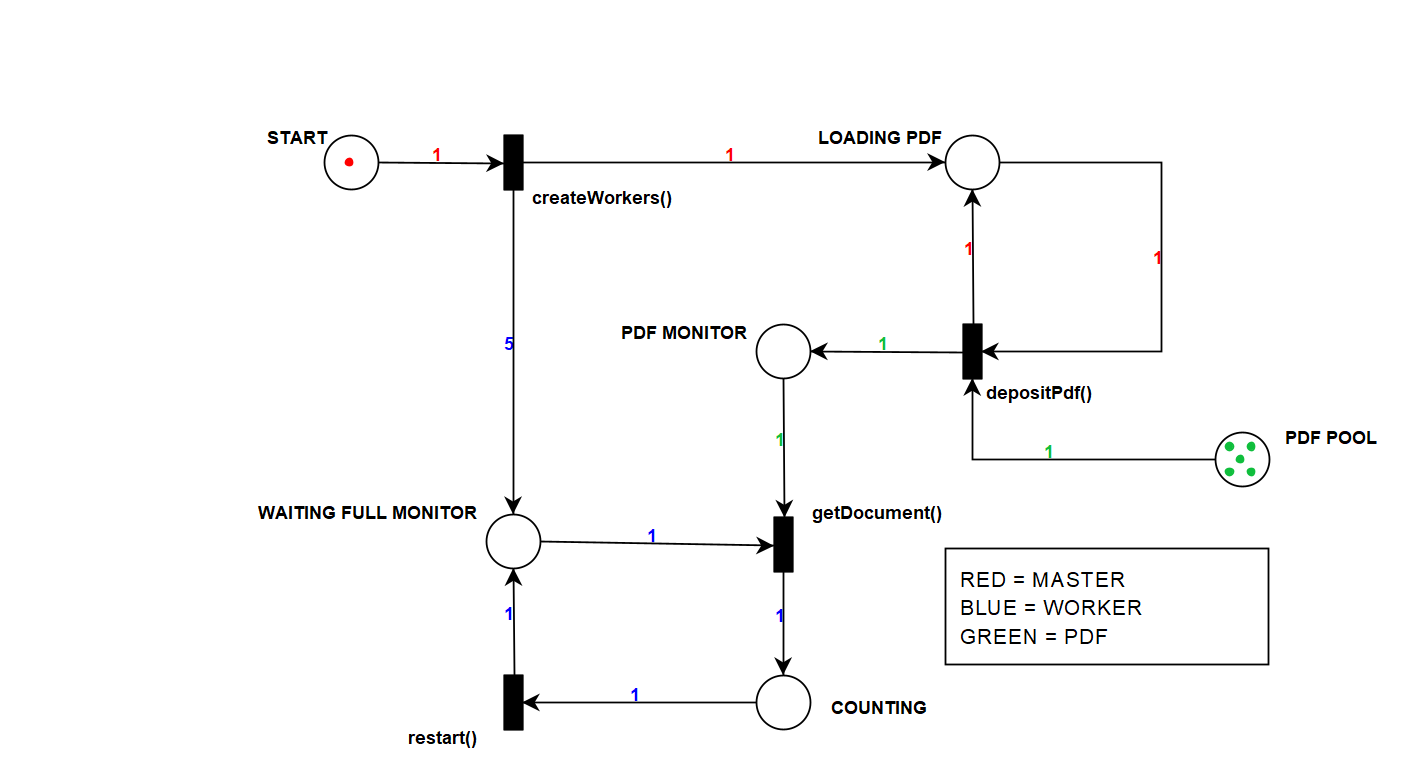 START
1
1
LOADING PDF
createWorkers()
1
1
5
PDF MONITOR
1
depositPdf()
1
1
PDF POOL
WAITING FULL MONITOR
1
getDocument()
RED = MASTER
BLUE = WORKER
GREEN = PDF
1
1
1
COUNTING
restart()